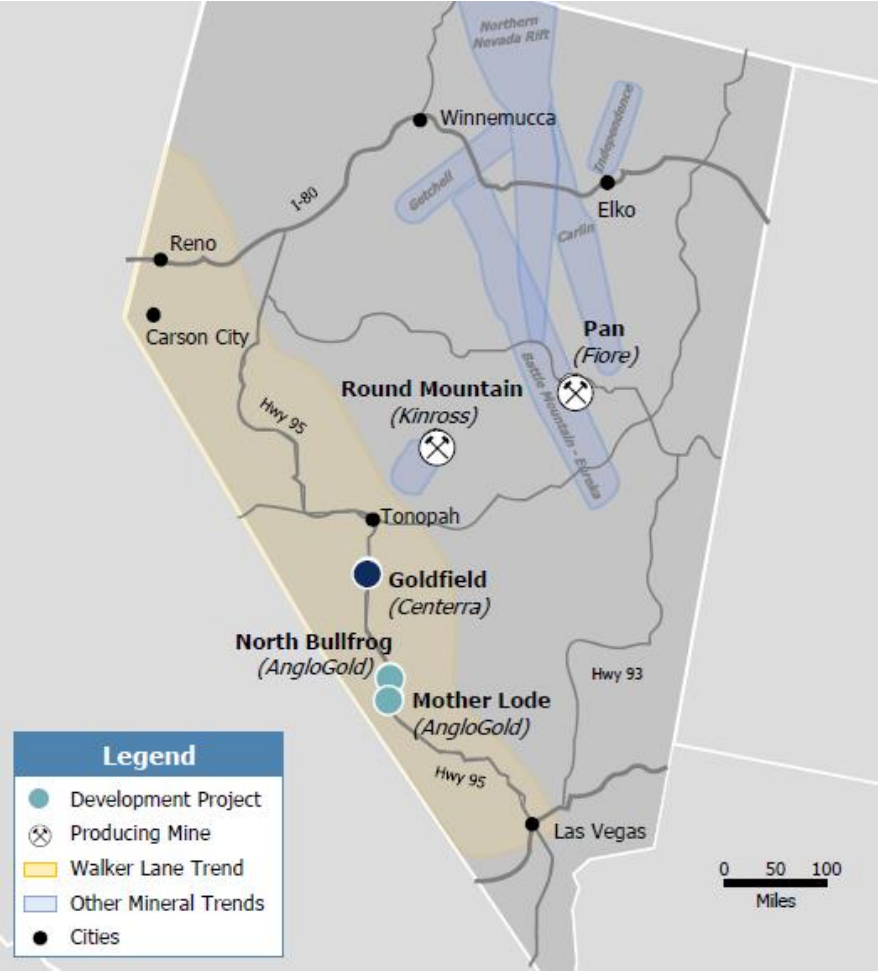 Northern
Nevada Rift
Winnemucca
Independence
Getchell
1-80
Elko
Carlin
Reno
Carson City
Pan
(Fiore)
Round Mountain
(Kinross)
Hwy 95
Battle Mountain - Eureka
Tonopah
Goldfield
(Centerra)
North Bullfrog
(AngloGold)
Hwy 93
Mother Lode
(AngloGold)
Hwy 95
Las Vegas
Legend
Development Project
Producing Mine
Walker Lane Trend
Other Mineral Trends
Cities
0 50 100
Miles